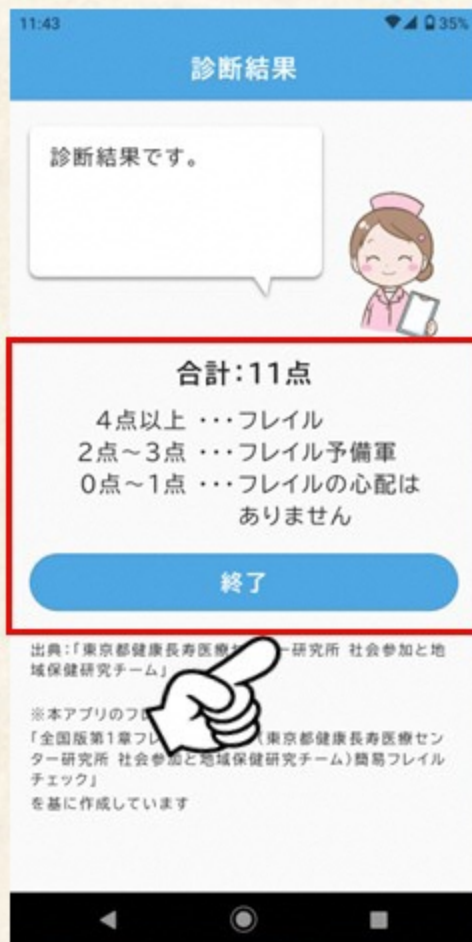 11:43 35%
診断結果
診断結果です。
合計:11点
4点以上 ・・・フレイル
2点～3点 ・・・フレイル予備軍
0点～1点 ・・・フレイルの心配は
ありません
終了
出典:「東京都健康長寿医療 ー研究所 社会参加と地
域保健研究チーム」
※本アプリのフ
「全国版第1章フレ (東京都健康長寿医療セン
ター研究所 社会参加と地域保健研究チーム)簡易フレイル
チェック」
を基に作成しています